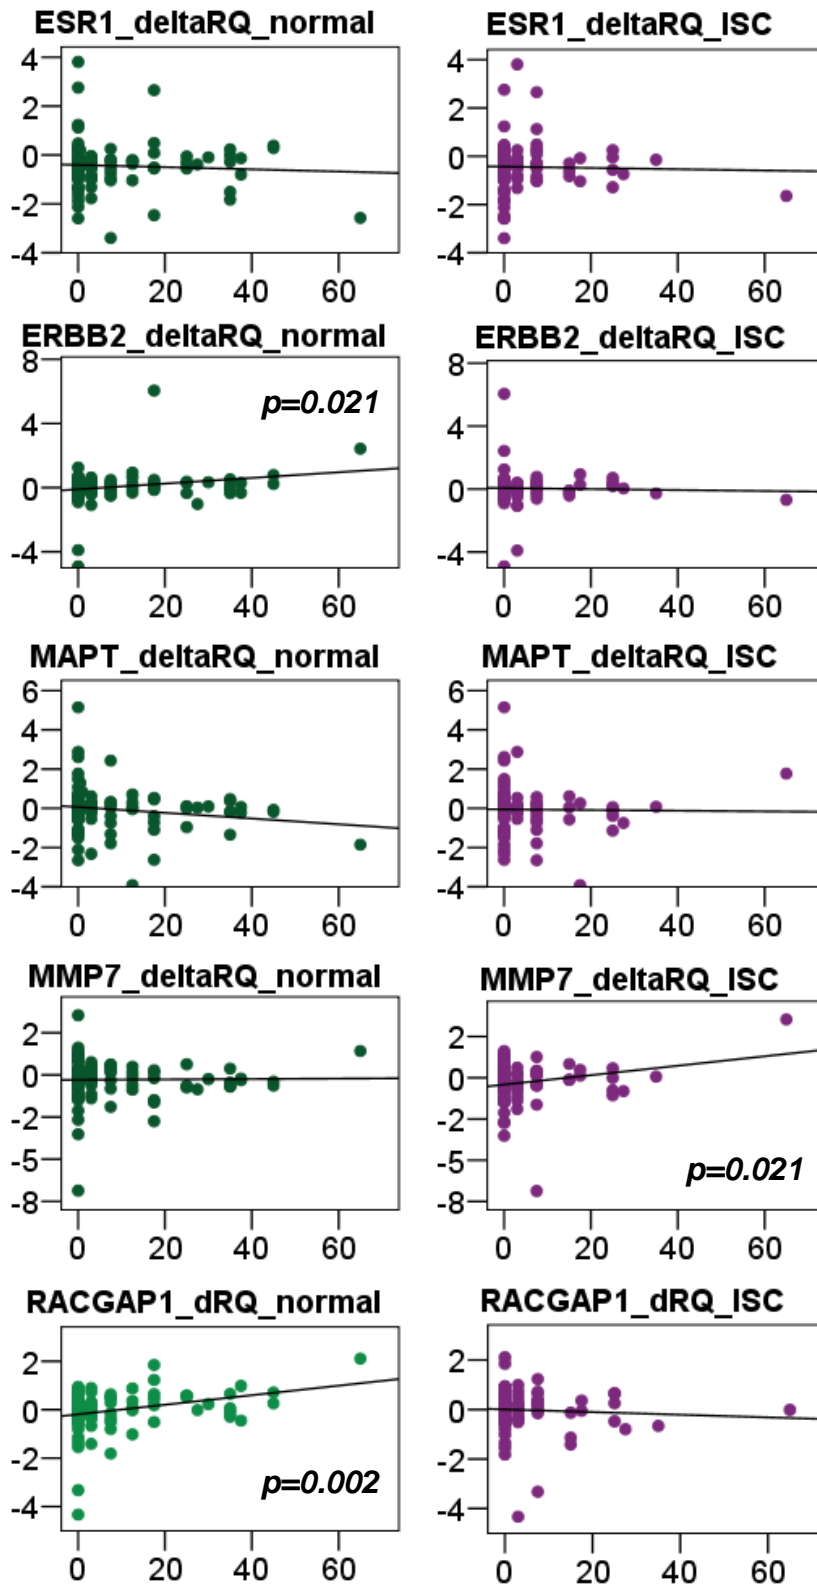 ESR1_deltaRQ_normal ESR1_deltaRQ_ISC
4 4
2 2
0 0
-2 -2
-4 -4
0 20 40 60 0 20 40 60
ERBB2_deltaRQ_normal ERBB2_deltaRQ_ISC
8 8
p=0.021
4 4
0 0
-4 -4
0 20 40 60 0 20 40 60
MAPT_deltaRQ_normal MAPT_deltaRQ_ISC
6 6
4 4
2 2
0 0
-2 -2
-4 -4
0 20 40 60 0 20 40 60
MMP7_deltaRQ_normal MMP7_deltaRQ_ISC
2 2
0 0
-2 -2
-5 -5
p=0.021
-8 -8
0 20 40 60 0 20 40 60
RACGAP1_dRQ_normal RACGAP1_dRQ_ISC
2 2
0 0
-2 -2
p=0.002
-4 -4
0 20 40 60 0 20 40 60